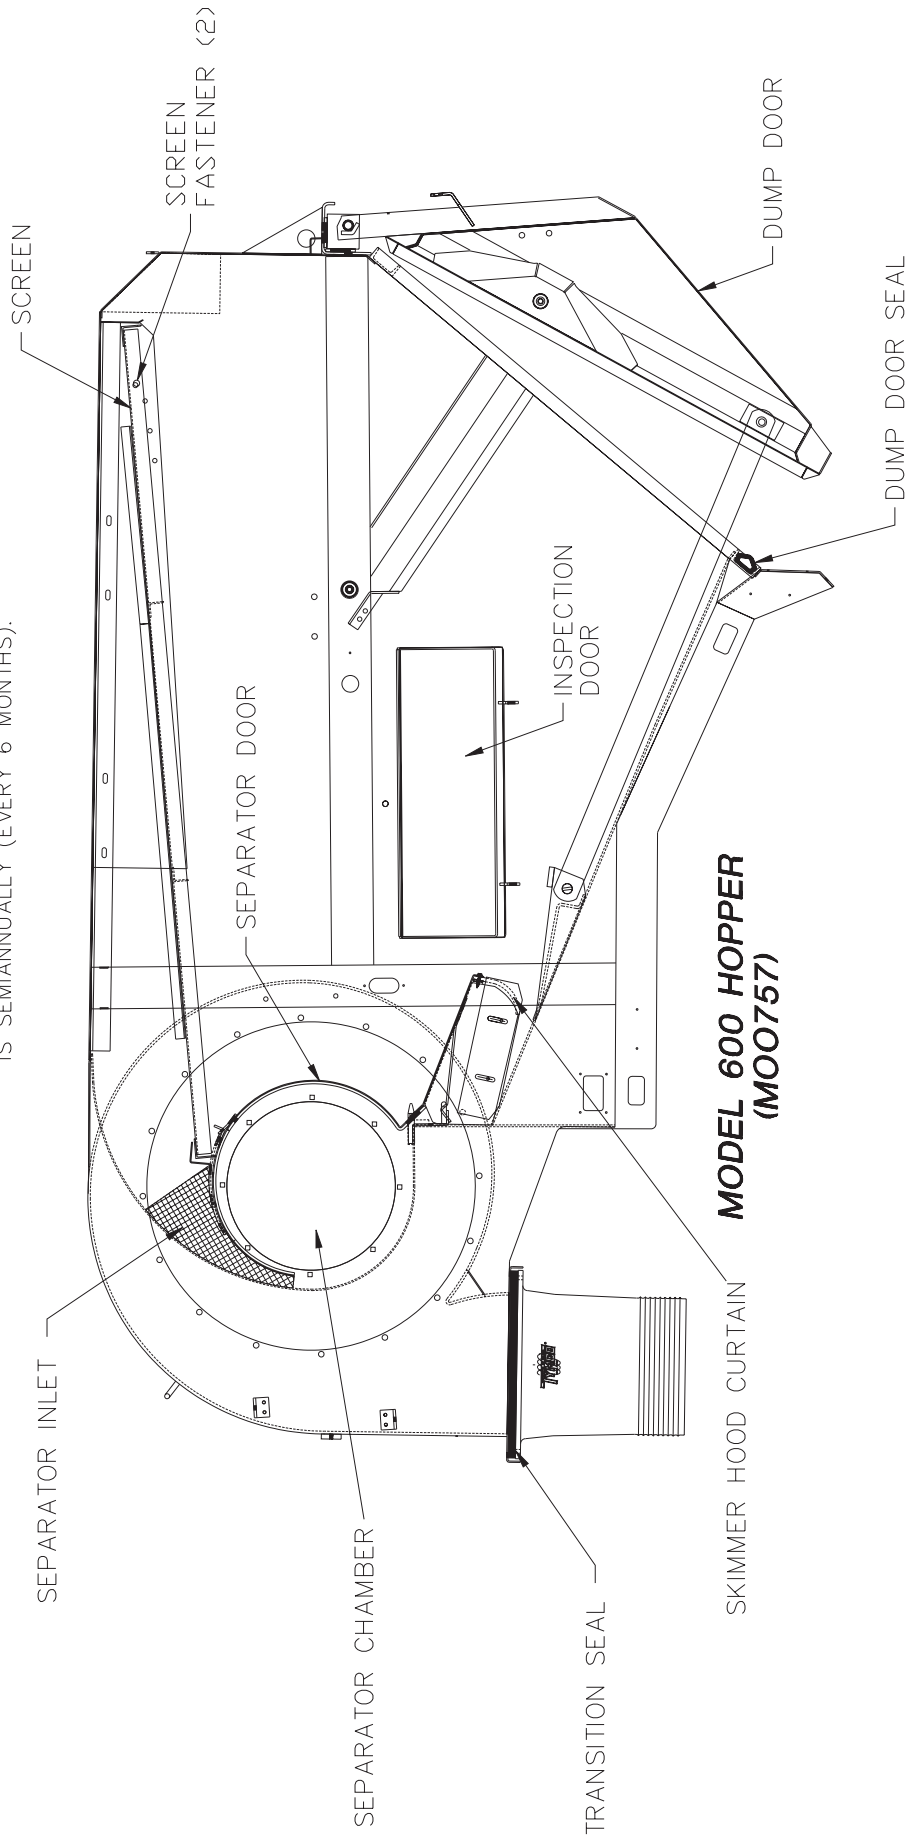 IS SEMIANNUALLY (EVERY 6 MONTHS).
SCREEN
SCREEN
FASTENER (2)
SEPARATOR INLET
SEPARATOR DOOR
SEPARATOR CHAMBER
INSPECTION
DOOR
DUMP DOOR
TRANSITION SEAL
SKIMMER HOOD CURTAIN
DUMP DOOR SEAL
TYMCO
MODEL 600 HOPPER
(MOO757)